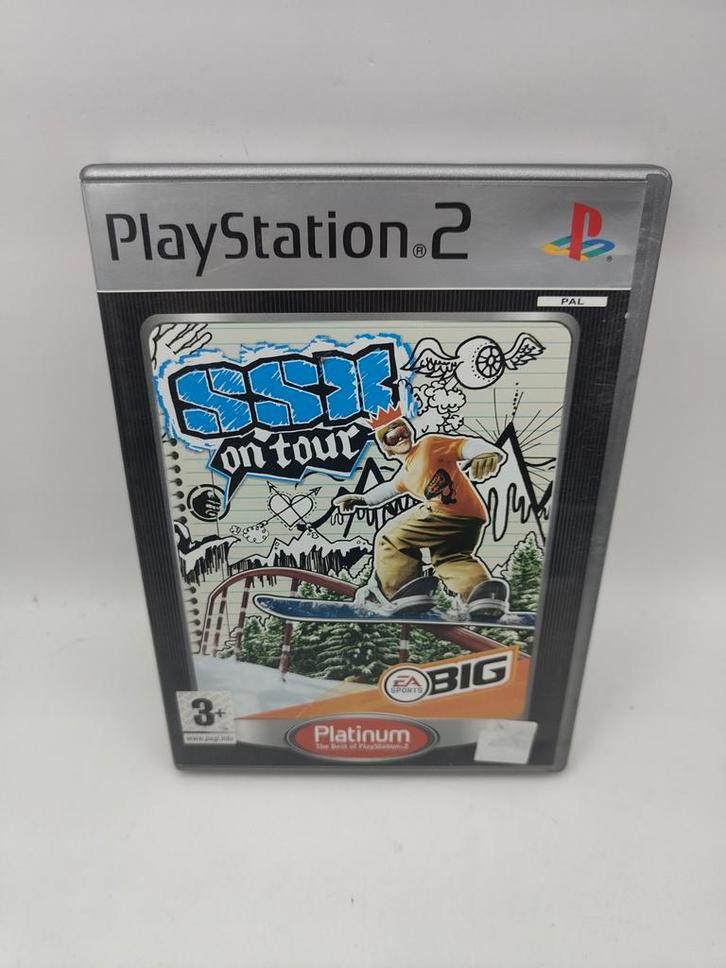 PlayStation®2
PAL
SSX
on tour
EA
SPORTS
BIG
3+
www.pegi.info
Platinum
The Best of PlayStation®2